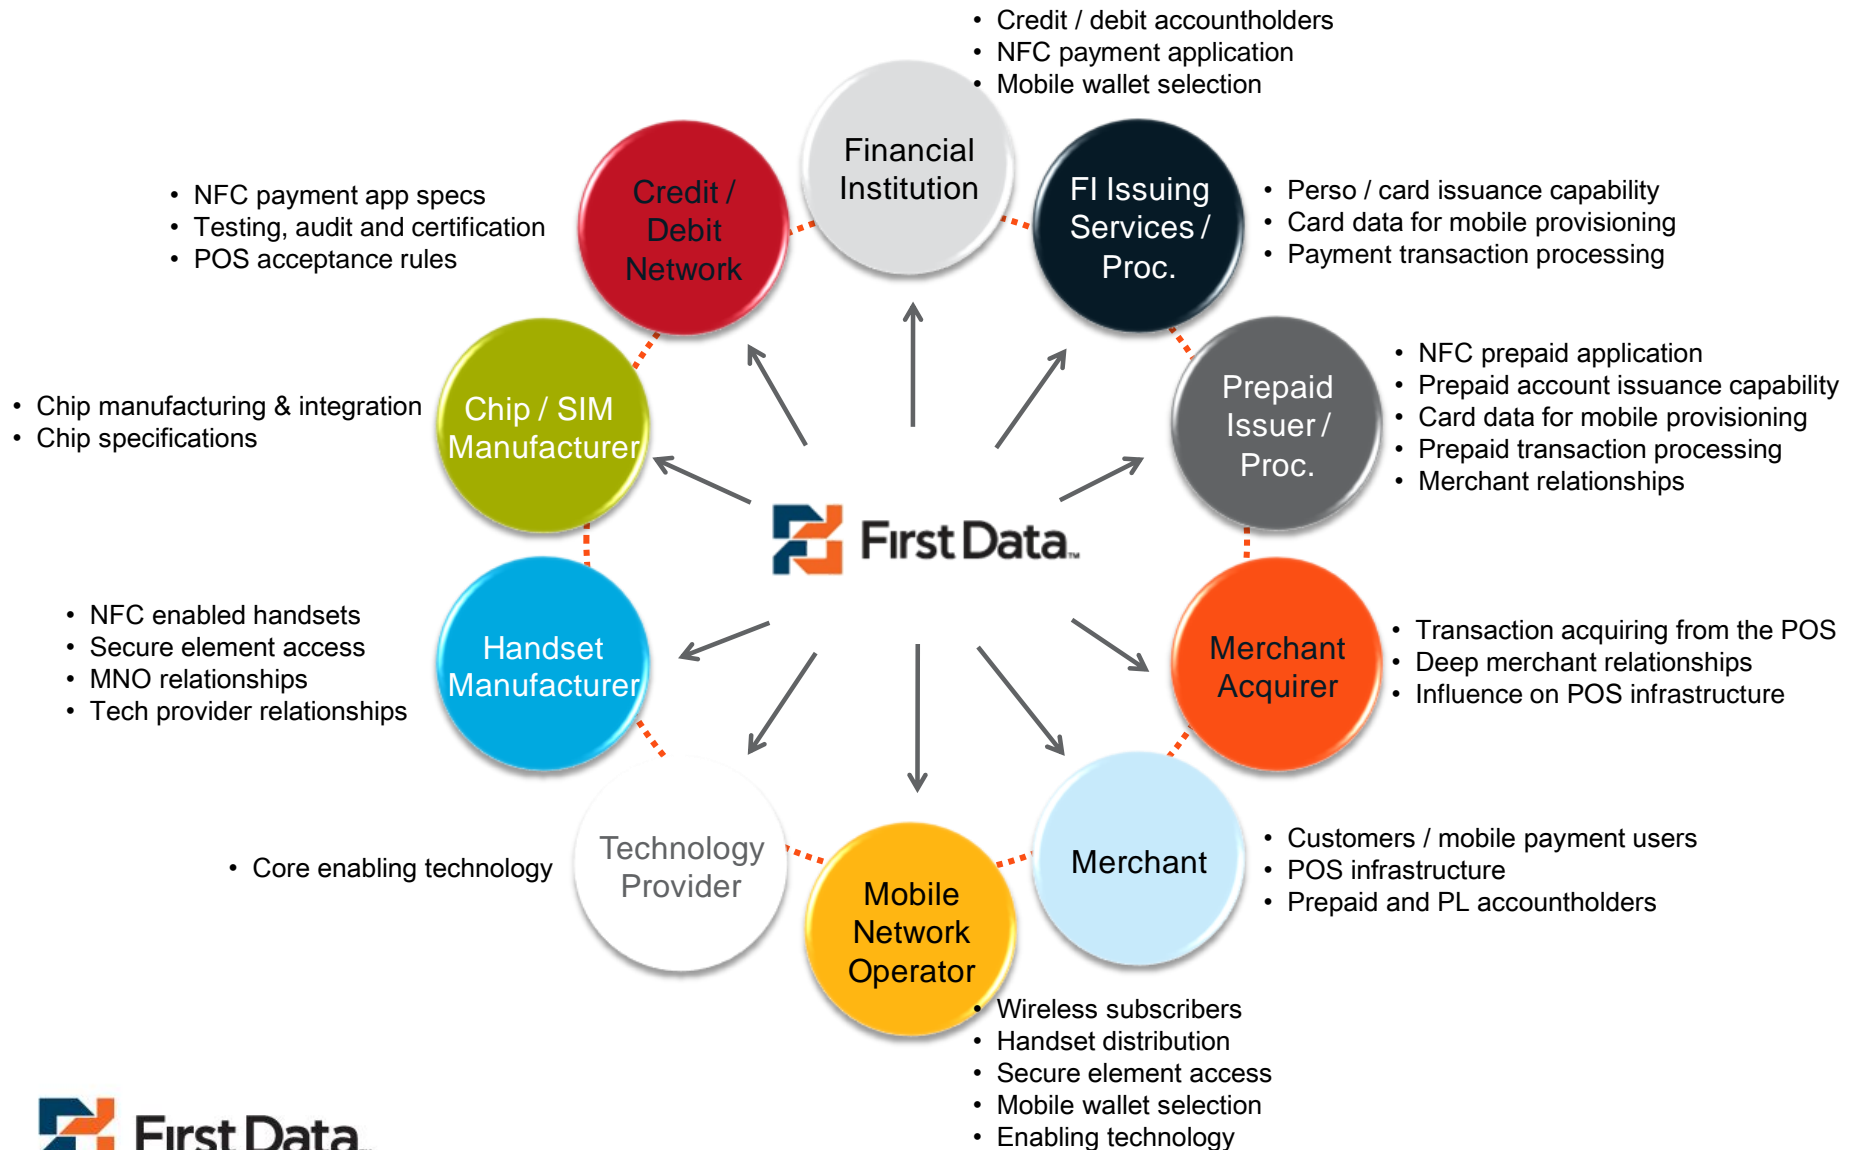 • Credit / debit accountholders
• NFC payment application
• Mobile wallet selection
Financial
Institution
FI Issuing
Services /
Proc.
• Perso / card issuance capability
• Card data for mobile provisioning
• Payment transaction processing
Prepaid
Issuer /
Proc.
• NFC prepaid application
• Prepaid account issuance capability
• Card data for mobile provisioning
• Prepaid transaction processing
• Merchant relationships
Merchant
Acquirer
• Transaction acquiring from the POS
• Deep merchant relationships
• Influence on POS infrastructure
Merchant
• Customers / mobile payment users
• POS infrastructure
• Prepaid and PL accountholders
Mobile
Network
Operator
• Wireless subscribers
• Handset distribution
• Secure element access
• Mobile wallet selection
• Enabling technology
Technology
Provider
• Core enabling technology
Handset
Manufacturer
• NFC enabled handsets
• Secure element access
• MNO relationships
• Tech provider relationships
Chip / SIM
Manufacturer
• Chip manufacturing & integration
• Chip specifications
Credit /
Debit
Network
• NFC payment app specs
• Testing, audit and certification
• POS acceptance rules
First Data™
First Data